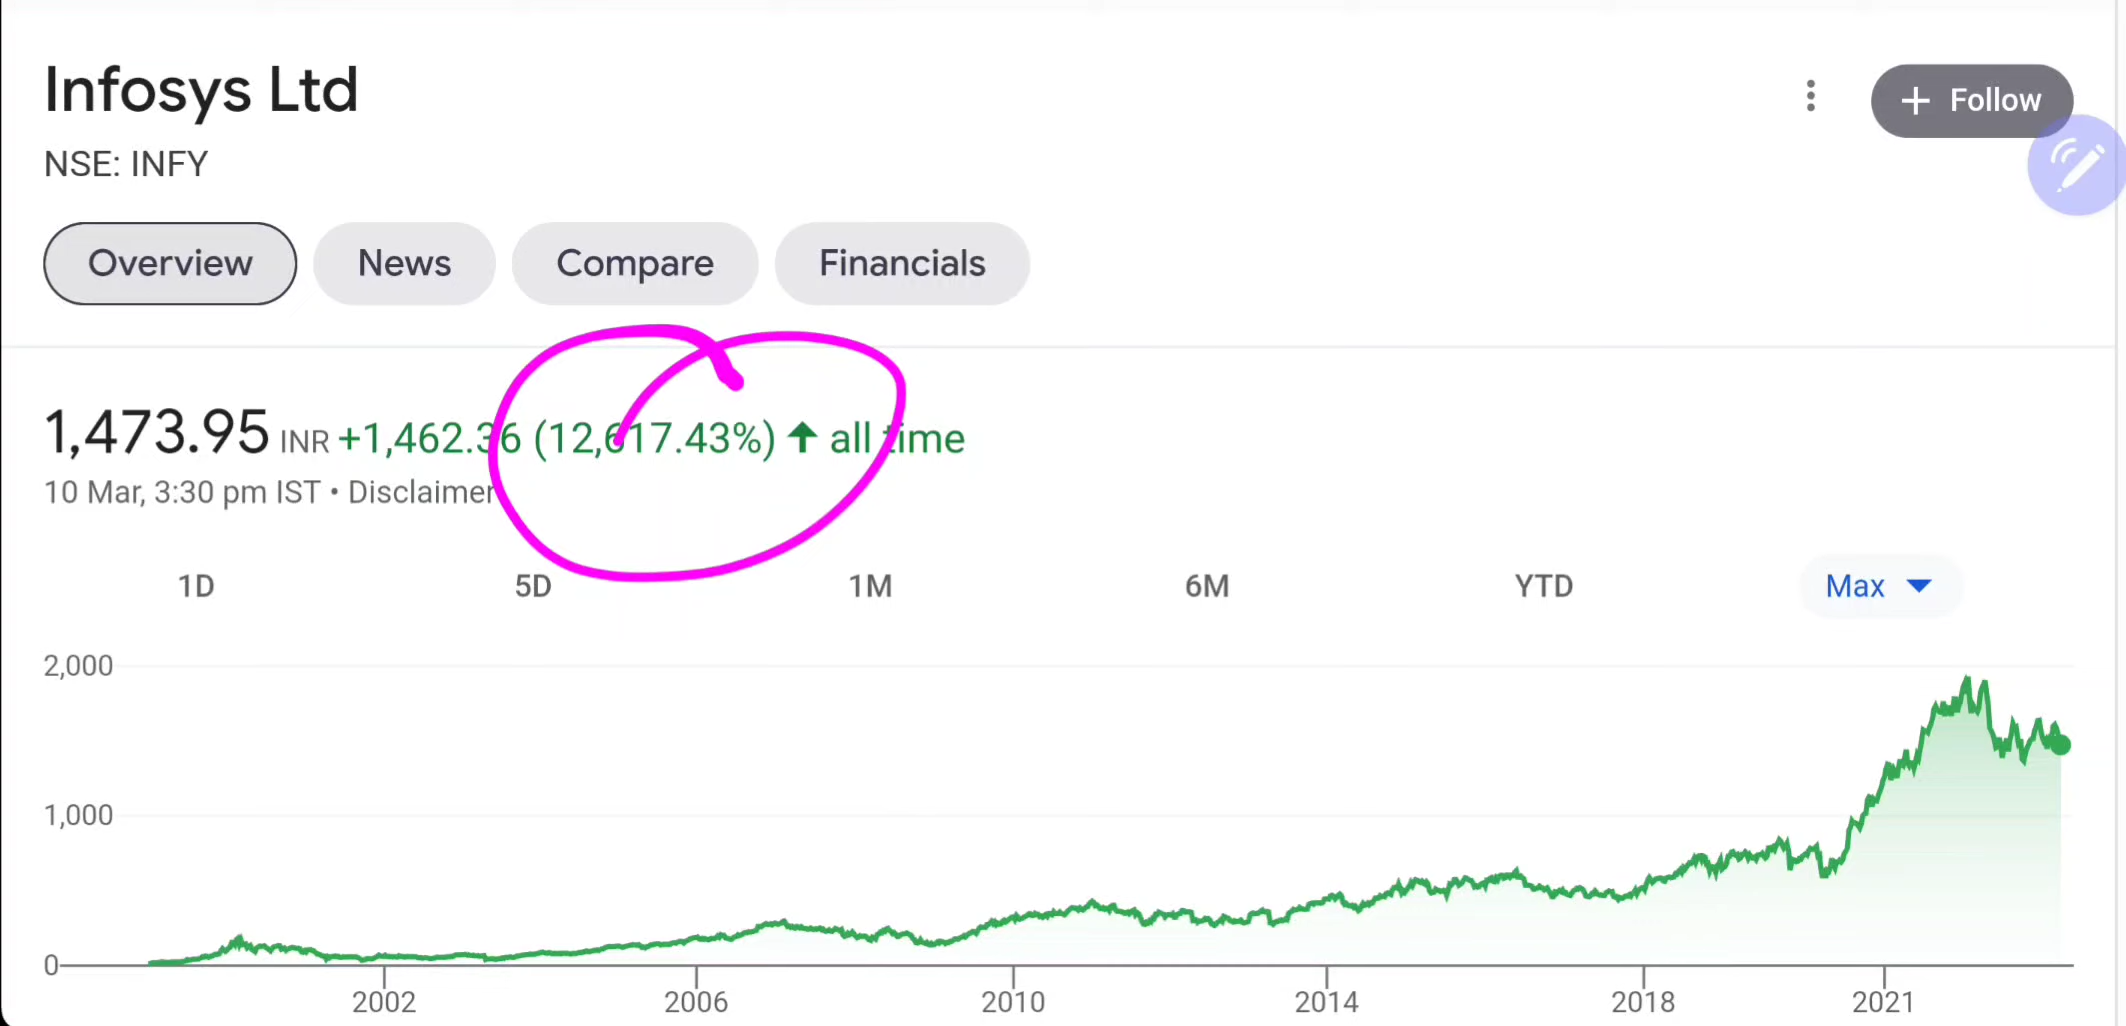 Infosys Ltd
+ Follow
NSE: INFY
Overview News Compare Financials
1,473.95 INR +1,462.36 (12,617.43%) ↑ all time
10 Mar, 3:30 pm IST • Disclaimer
1D 5D 1M 6M YTD Max
2,000
1,000
0
2002 2006 2010 2014 2018 2021